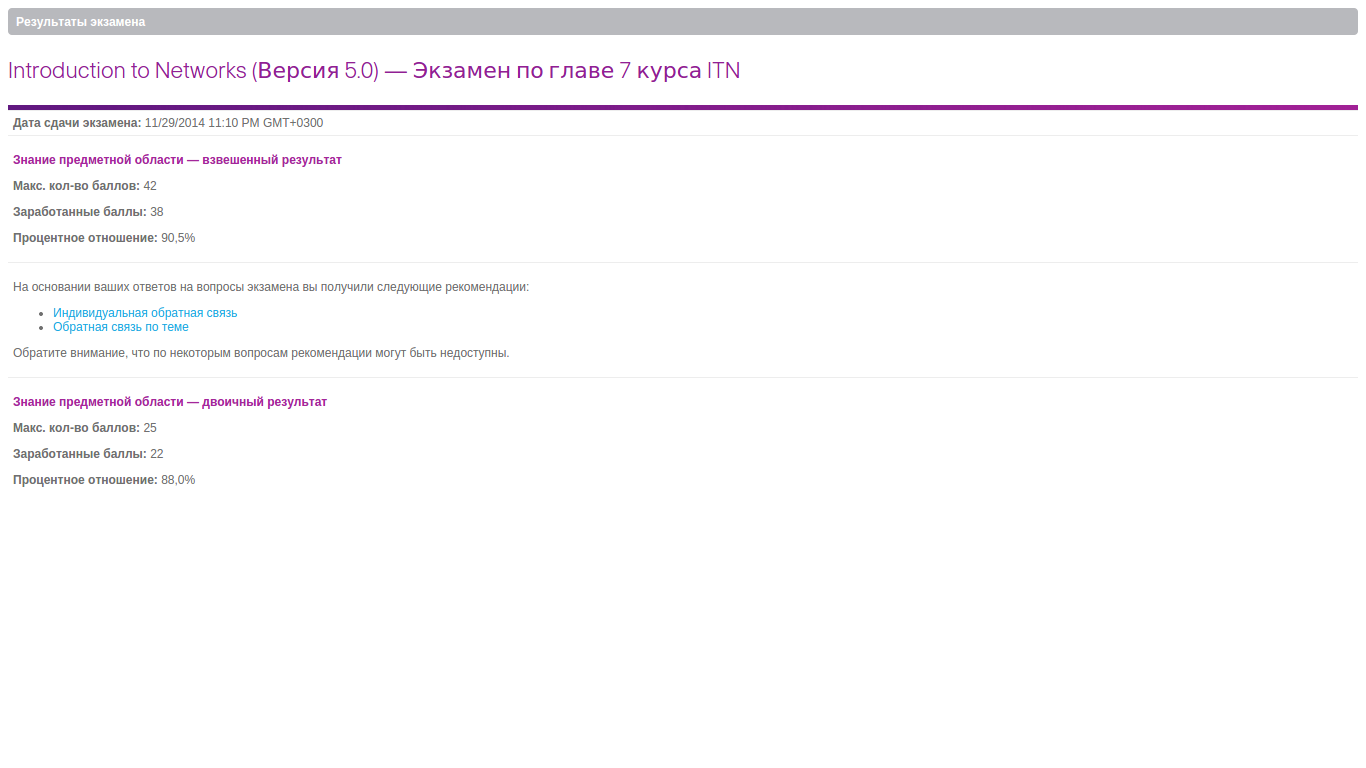 Результаты экзамена
Introduction to Networks (Версия 5.0) — Экзамен по главе 7 курса ITN
Дата сдачи экзамена: 11/29/2014 11:10 PM GMT+0300
Знание предметной области — взвешенный результат
Макс. кол-во баллов: 42
Заработанные баллы: 38
Процентное отношение: 90,5%
На основании ваших ответов на вопросы экзамена вы получили следующие рекомендации:
• Индивидуальная обратная связь
• Обратная связь по теме
Обратите внимание, что по некоторым вопросам рекомендации могут быть недоступны.
Знание предметной области — двоичный результат
Макс. кол-во баллов: 25
Заработанные баллы: 22
Процентное отношение: 88,0%